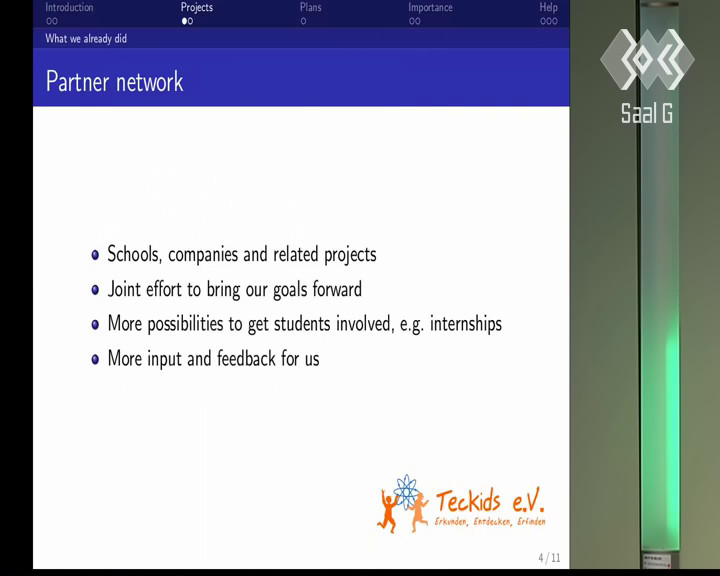 Introduction Projects Plans Importance Help
What we already did
Partner network
Saal G
Schools, companies and related projects
Joint effort to bring our goals forward
More possibilities to get students involved, e.g. internships
More input and feedback for us
Teckids e.V.
Erkunden, Entdecken, Erfinden
4 / 11